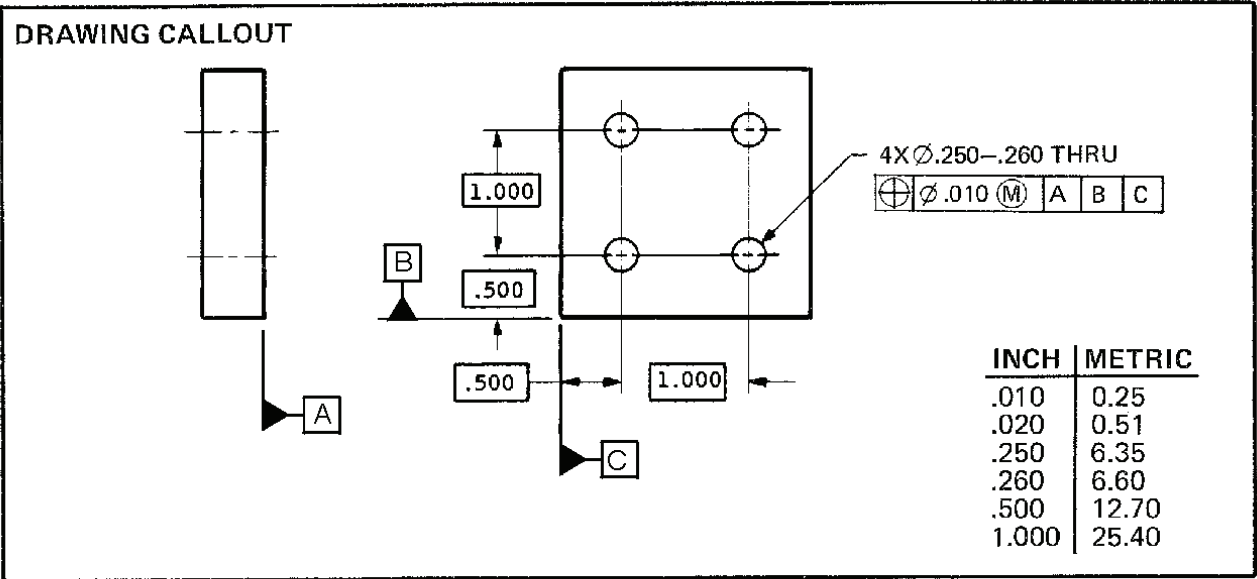 DRAWING CALLOUT
4X Ø.250–.260 THRU
⌖ Ø.010 Ⓜ A B C
1.000
B
.500
.500
1.000
A
C
INCH METRIC
.010 0.25
.020 0.51
.250 6.35
.260 6.60
.500 12.70
1.000 25.40